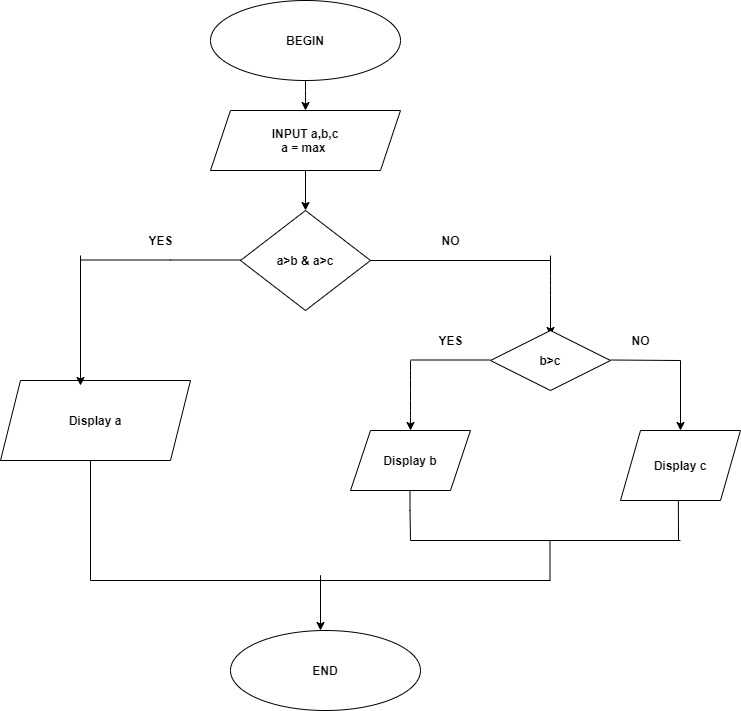 BEGIN
INPUT a,b,c
a = max
a>b & a>c
YES
NO
b>c
YES
NO
Display a
Display b
Display c
END